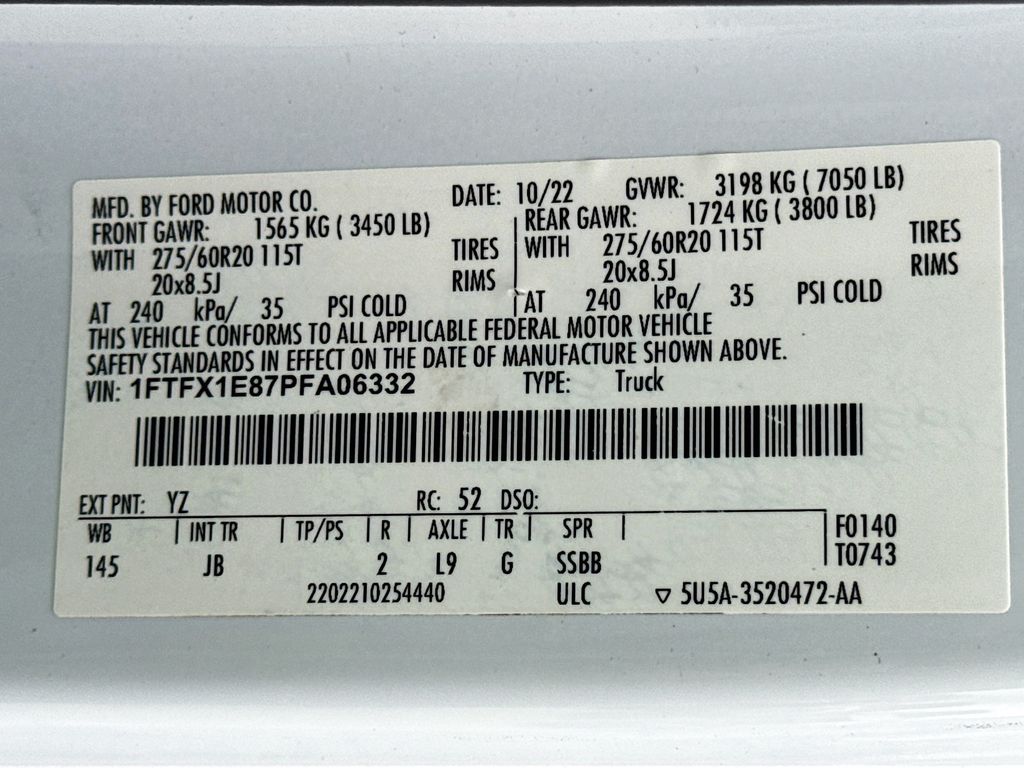 MFD. BY FORD MOTOR CO. DATE: 10/22 GVWR: 3198 KG ( 7050 LB)
FRONT GAWR: 1565 KG ( 3450 LB) REAR GAWR: 1724 KG ( 3800 LB)
WITH 275/60R20 115T TIRES WITH 275/60R20 115T TIRES
20x8.5J RIMS 20x8.5J RIMS
AT 240 kPa/ 35 PSI COLD AT 240 kPa/ 35 PSI COLD
THIS VEHICLE CONFORMS TO ALL APPLICABLE FEDERAL MOTOR VEHICLE
SAFETY STANDARDS IN EFFECT ON THE DATE OF MANUFACTURE SHOWN ABOVE.
VIN: 1FTFX1E87PFA06332 TYPE: Truck
EXT PNT: YZ RC: 52 DSO:
WB | INT TR | TP/PS | R | AXLE | TR | SPR | F0140
145 JB 2 L9 G SSBB T0743
2202210254440 ULC ▽ 5U5A-3520472-AA